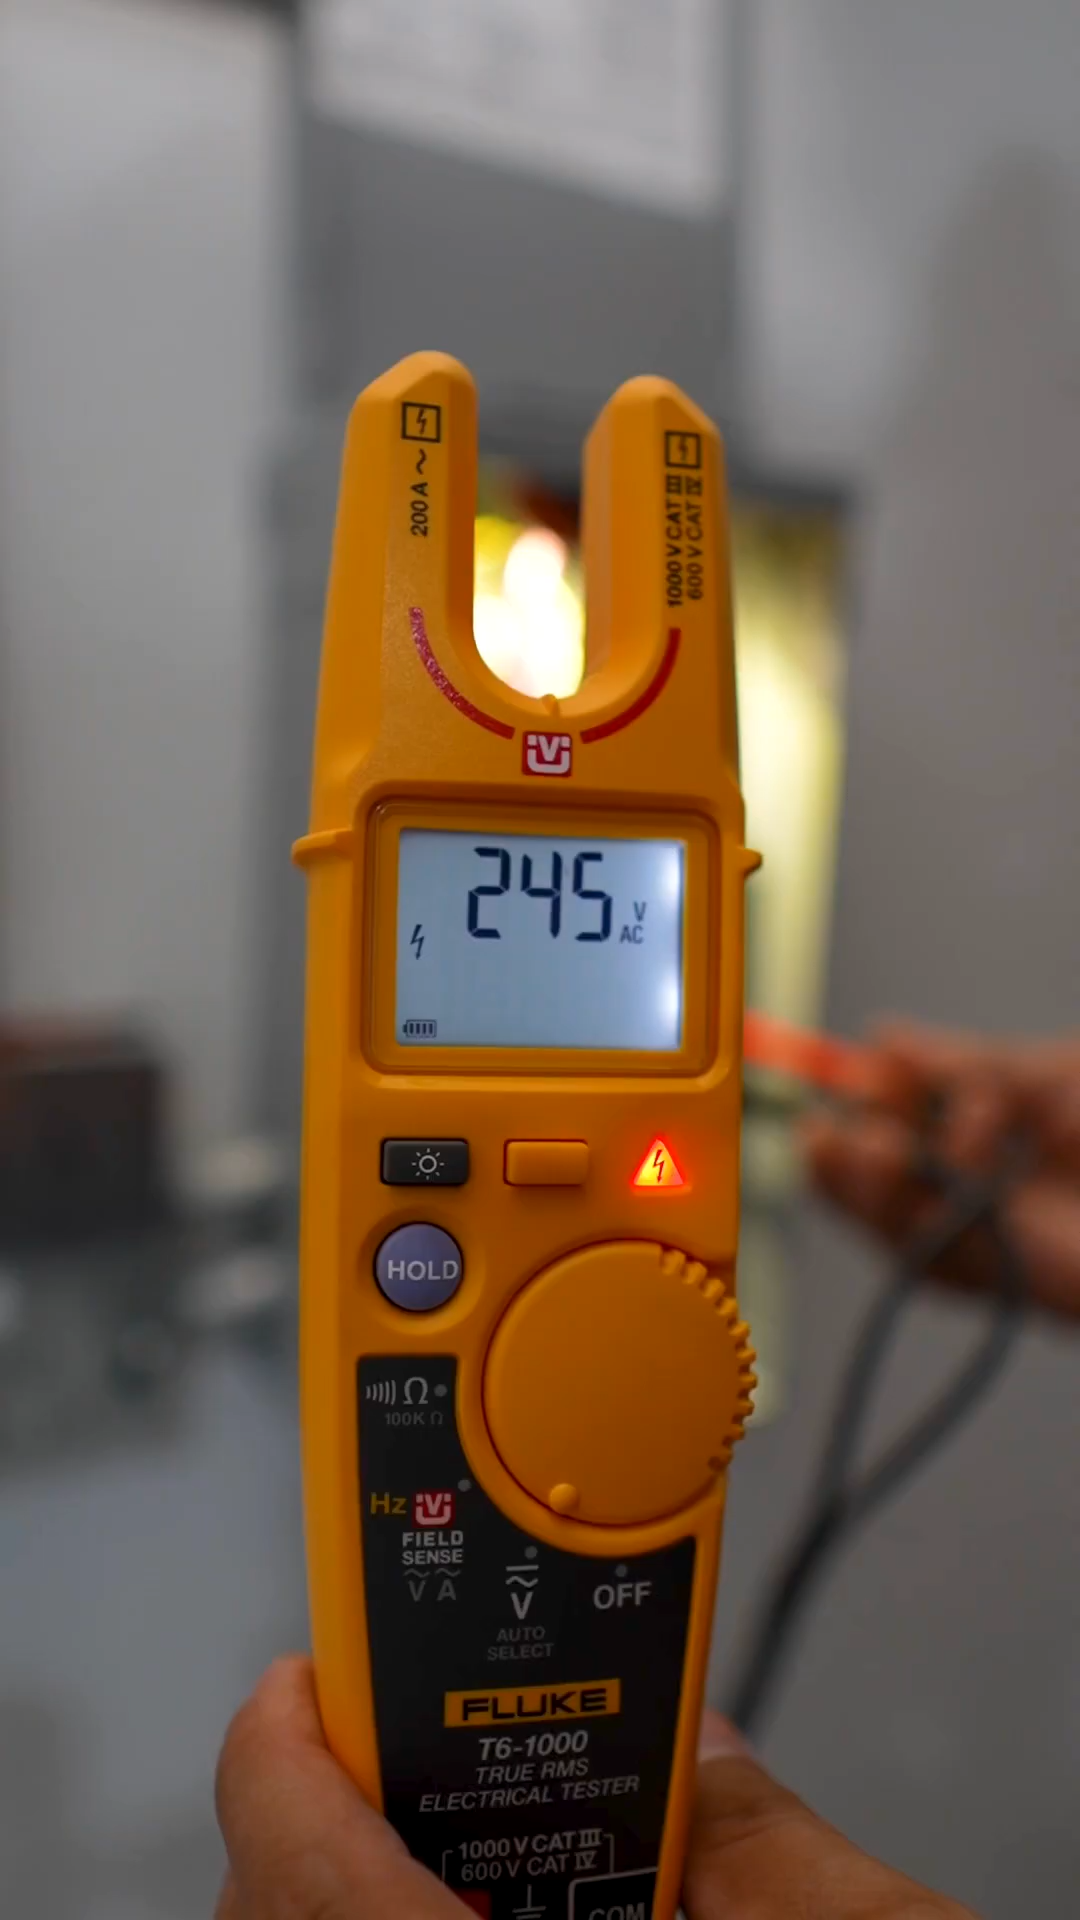 200 A ~
1000 V CAT III
600 V CAT IV
V
245
V
AC
HOLD
Ω
100K Ω
Hz V
FIELD
SENSE
V A
V
AUTO
SELECT
OFF
FLUKE
T6-1000
TRUE RMS
ELECTRICAL TESTER
1000 V CAT III
600 V CAT IV
COM